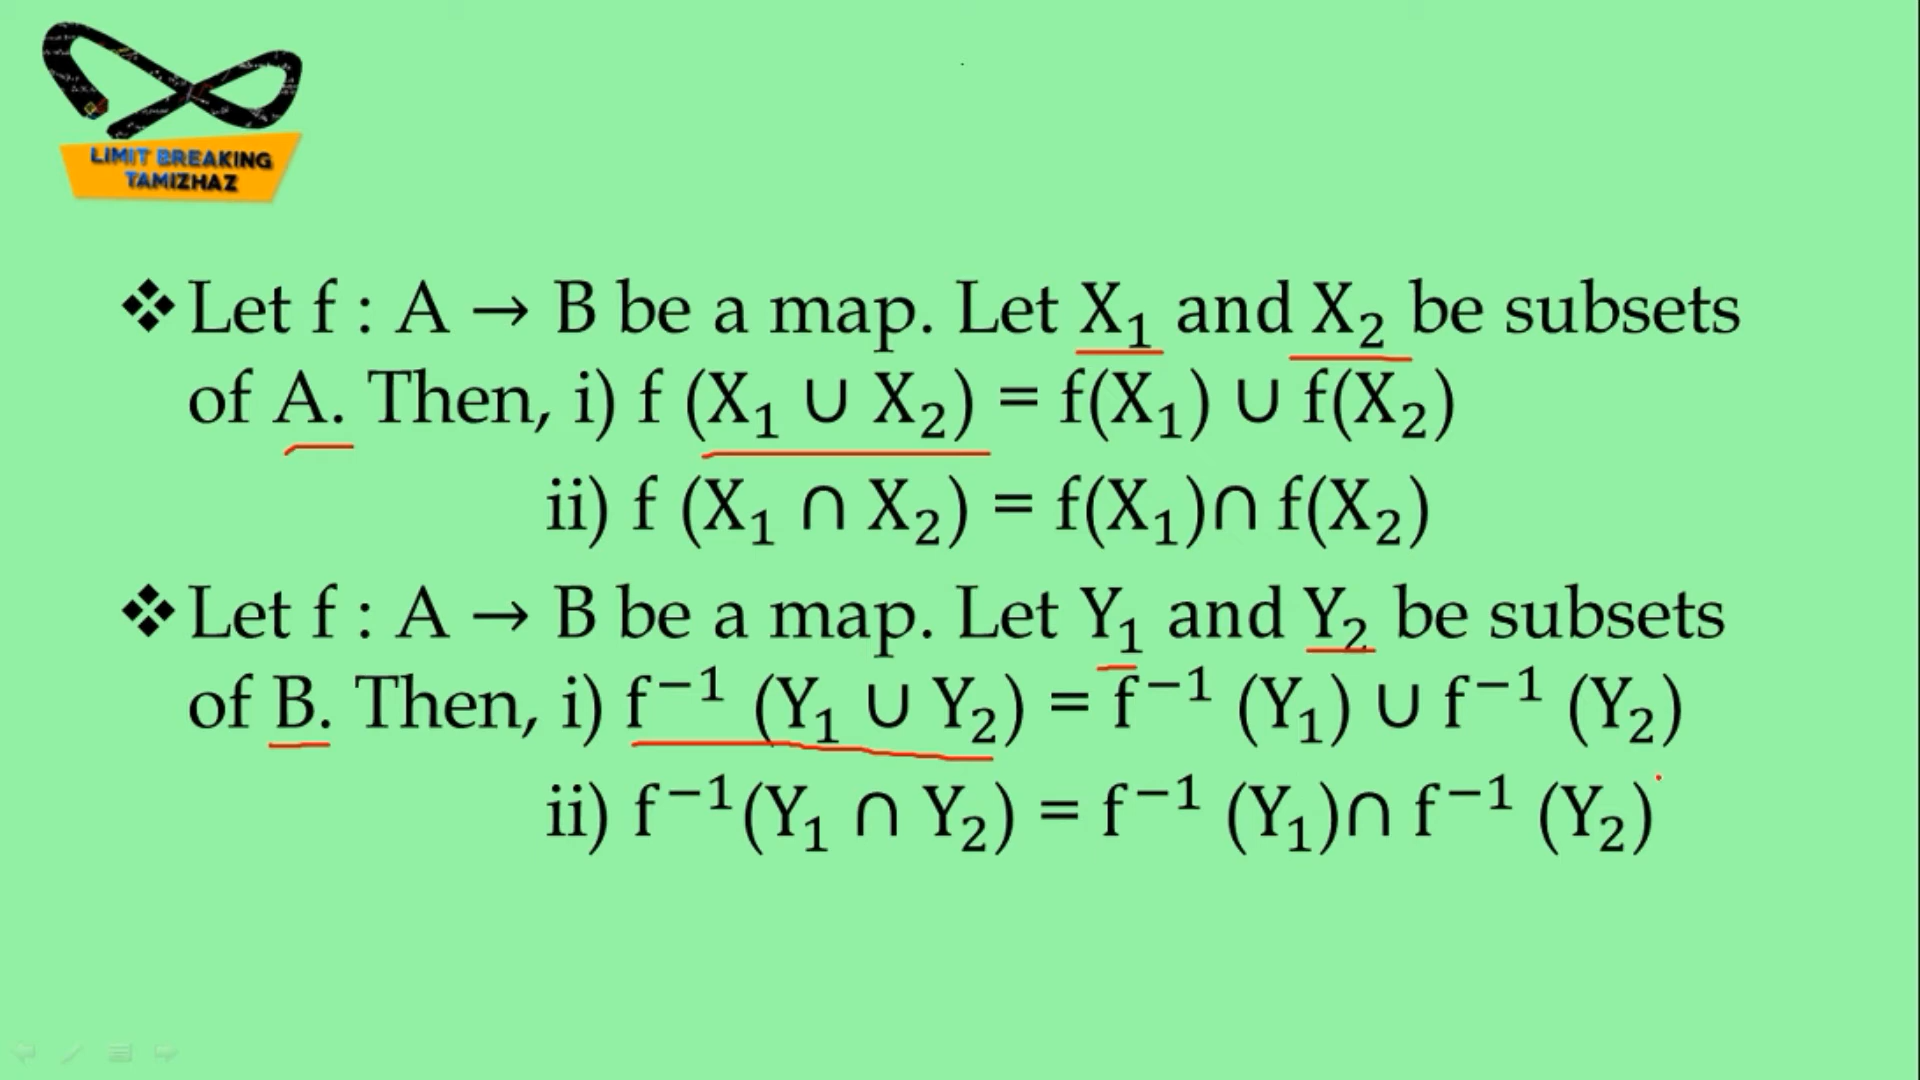 LIMIT BREAKING
TAMIZHAZ
❖ Let f : A → B be a map. Let X₁ and X₂ be subsets
of A. Then, i) f (X₁ ∪ X₂) = f(X₁) ∪ f(X₂)
ii) f (X₁ ∩ X₂) = f(X₁)∩ f(X₂)
❖ Let f : A → B be a map. Let Y₁ and Y₂ be subsets
of B. Then, i) f⁻¹ (Y₁ ∪ Y₂) = f⁻¹ (Y₁) ∪ f⁻¹ (Y₂)
ii) f⁻¹(Y₁ ∩ Y₂) = f⁻¹ (Y₁)∩ f⁻¹ (Y₂)